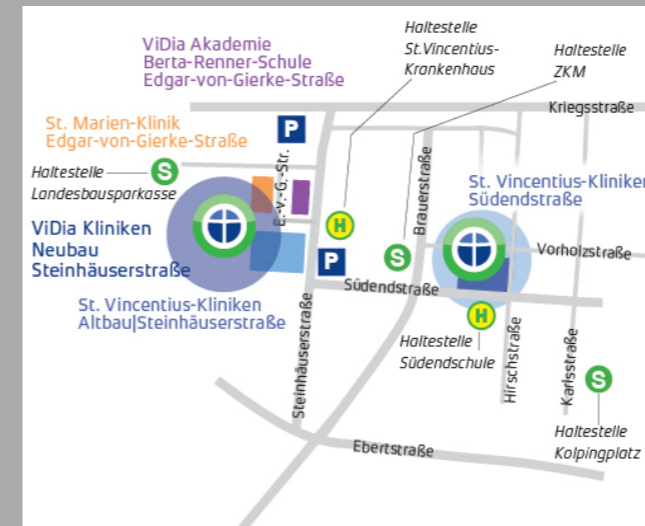 Haltestelle
St.Vincentius-
Krankenhaus
ViDia Akademie
Berta-Renner-Schule
Edgar-von-Gierke-Straße
Haltestelle
ZKM
Kriegsstraße
P
St. Marien-Klinik
Edgar-von-Gierke-Straße
E.-v.-G.-Str.
Brauerstraße
Haltestelle
Landesbausparkasse
S
St. Vincentius-Kliniken
Südendstraße
ViDia Kliniken
Neubau
Steinhäuserstraße
H
P
S
Vorholzstraße
Südendstraße
St. Vincentius-Kliniken
Altbau|Steinhäuserstraße
H
Steinhäuserstraße
Haltestelle
Südendschule
Hirschstraße
Karlsstraße
S
Haltestelle
Kolpingplatz
Ebertstraße